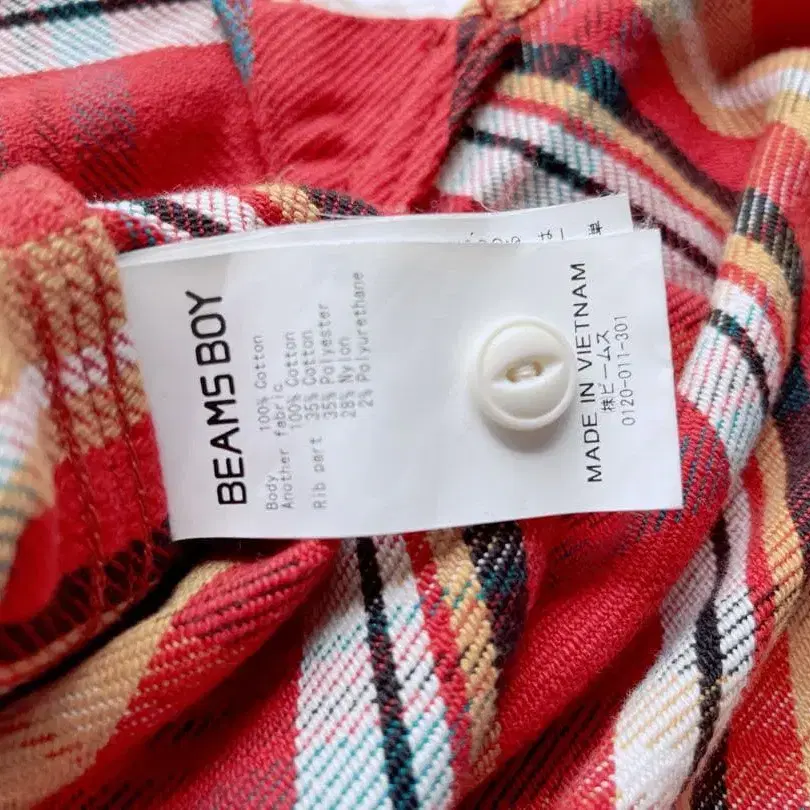 BEAMS BOY
Body 100% Cotton
Another fabric
100% Cotton
Rib part 35% Cotton
35% Polyester
28% Nylon
2% Polyurethane
MADE IN VIETNAM
株ビームス
0120-011-301